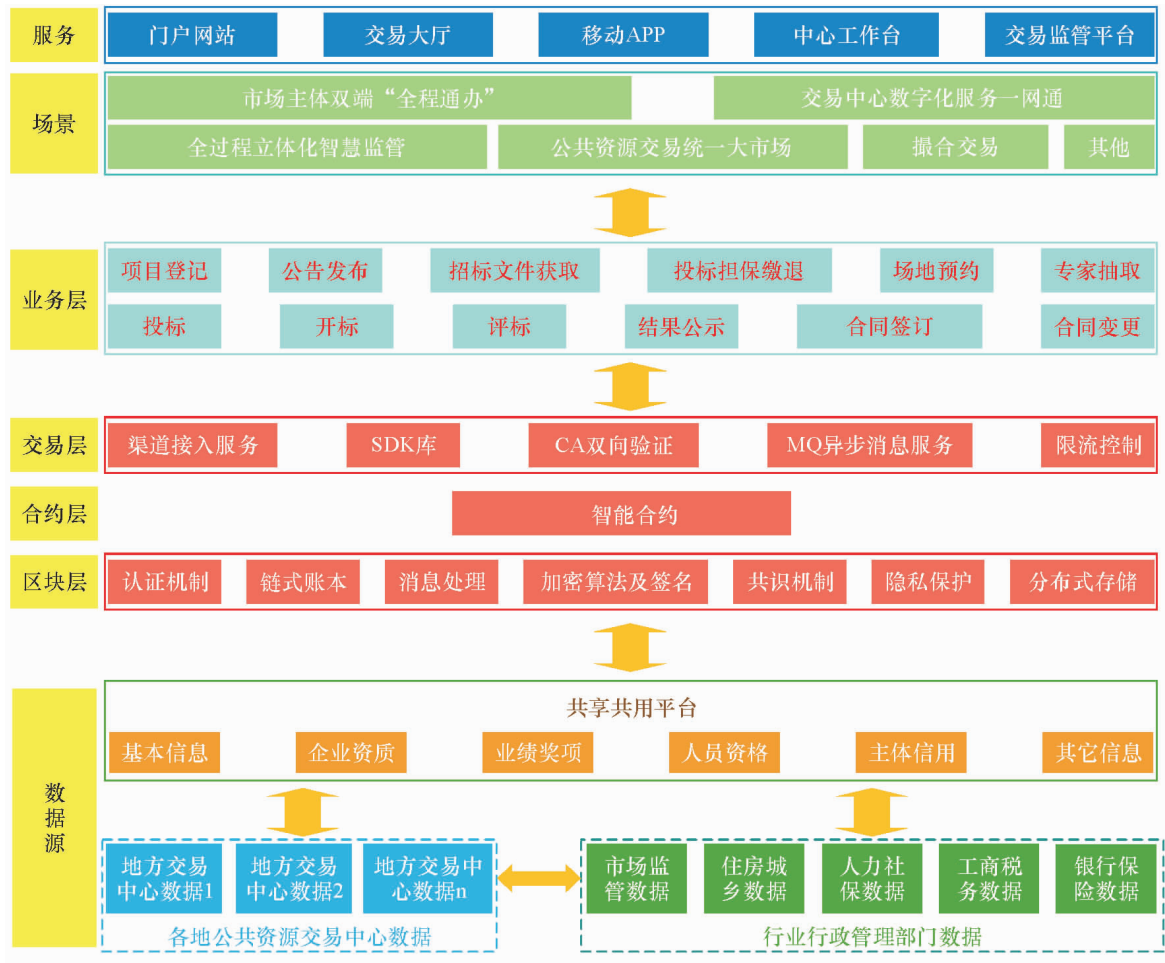 服务
门户网站
交易大厅
移动APP
中心工作台
交易监管平台
场景
市场主体双端“全程通办”
交易中心数字化服务一网通
全过程立体化智慧监管
公共资源交易统一大市场
撮合交易
其他
业务层
项目登记
公告发布
招标文件获取
投标担保缴退
场地预约
专家抽取
投标
开标
评标
结果公示
合同签订
合同变更
交易层
渠道接入服务
SDK库
CA双向验证
MQ异步消息服务
限流控制
合约层
智能合约
区块层
认证机制
链式账本
消息处理
加密算法及签名
共识机制
隐私保护
分布式存储
数
据
源
共享共用平台
基本信息
企业资质
业绩奖项
人员资格
主体信用
其它信息
地方交易
中心数据1
地方交易
中心数据2
地方交易中
心数据n
各地公共资源交易中心数据
市场监
管数据
住房城
乡数据
人力社
保数据
工商税
务数据
银行保
险数据
行业行政管理部门数据